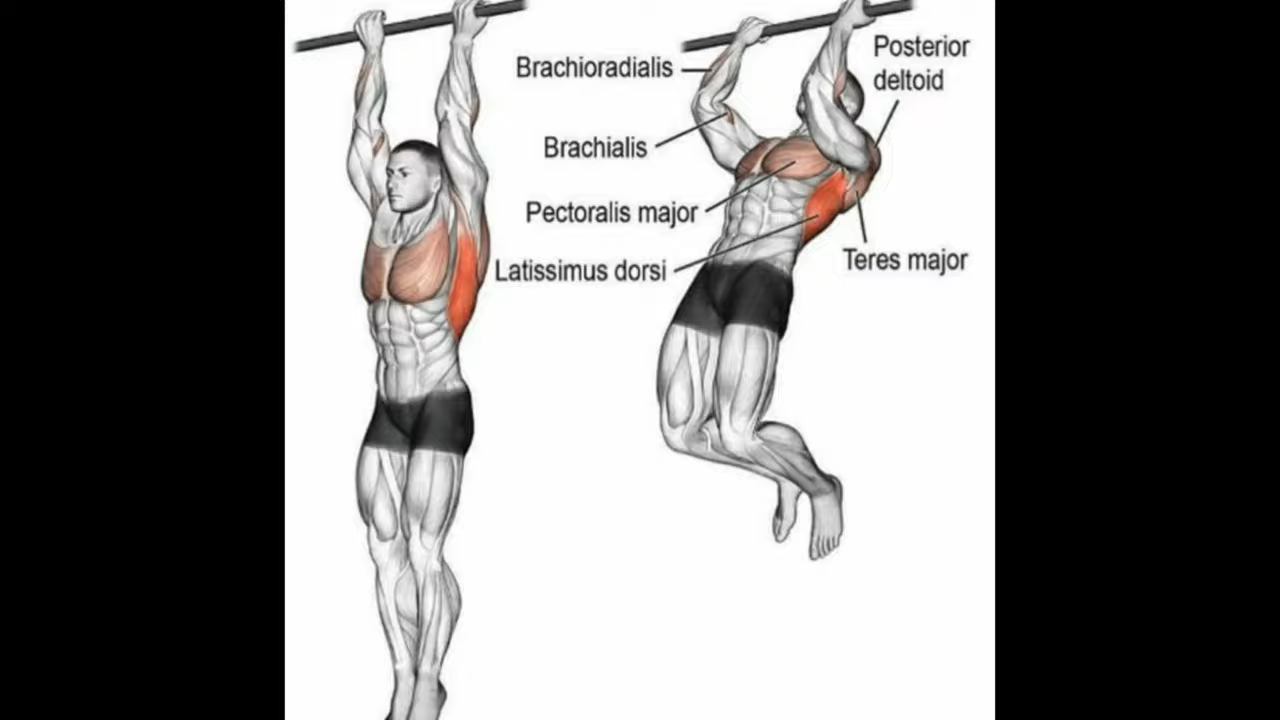 Brachioradialis
Posterior
deltoid
Brachialis
Pectoralis major
Latissimus dorsi
Teres major